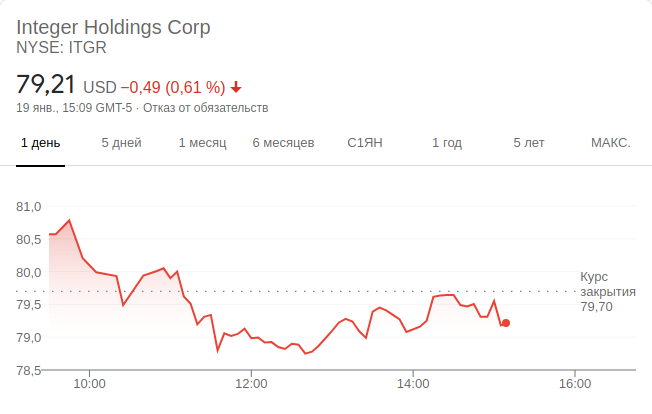 Integer Holdings Corp
NYSE: ITGR
79,21 USD −0,49 (0,61 %)
19 янв., 15:09 GMT-5 · Отказ от обязательств
1 день 5 дней 1 месяц 6 месяцев С1ЯН 1 год 5 лет МАКС.
81,0
80,5
80,0
79,5
79,0
78,5
Курс
закрытия
79,70
10:00 12:00 14:00 16:00